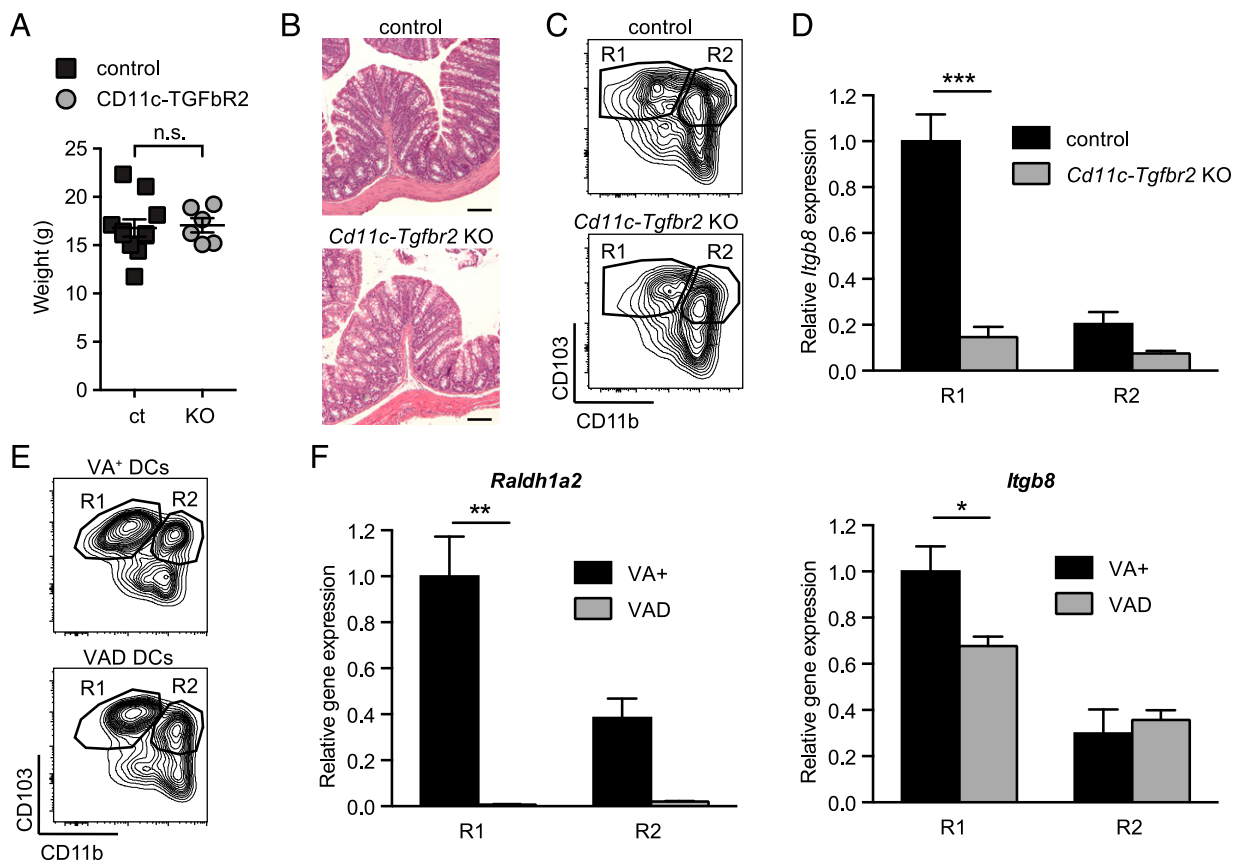 A
control
CD11c-TGFbR2
n.s.
25
20
15
10
5
0
Weight (g)
ct
KO
B
control
Cd11c-Tgfbr2 KO
C
control
R1
R2
Cd11c-Tgfbr2 KO
R1
R2
CD103
CD11b
D
***
control
Cd11c-Tgfbr2 KO
1.2
1.0
0.8
0.6
0.4
0.2
0.0
Relative Itgb8 expression
R1
R2
E
VA+ DCs
R1
R2
VAD DCs
R1
R2
CD103
CD11b
F
Raldh1a2
**
VA+
VAD
1.2
1.0
0.8
0.6
0.4
0.2
0.0
Relative gene expression
R1
R2
Itgb8
*
VA+
VAD
1.2
1.0
0.8
0.6
0.4
0.2
0.0
Relative gene expression
R1
R2